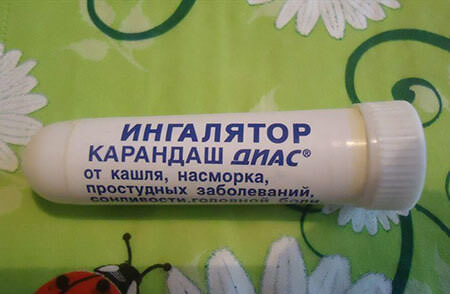 ИНГАЛЯТОР
КАРАНДАШ ДИАС®
от кашля, насморка,
простудных заболеваний,
сонливости, головной боли